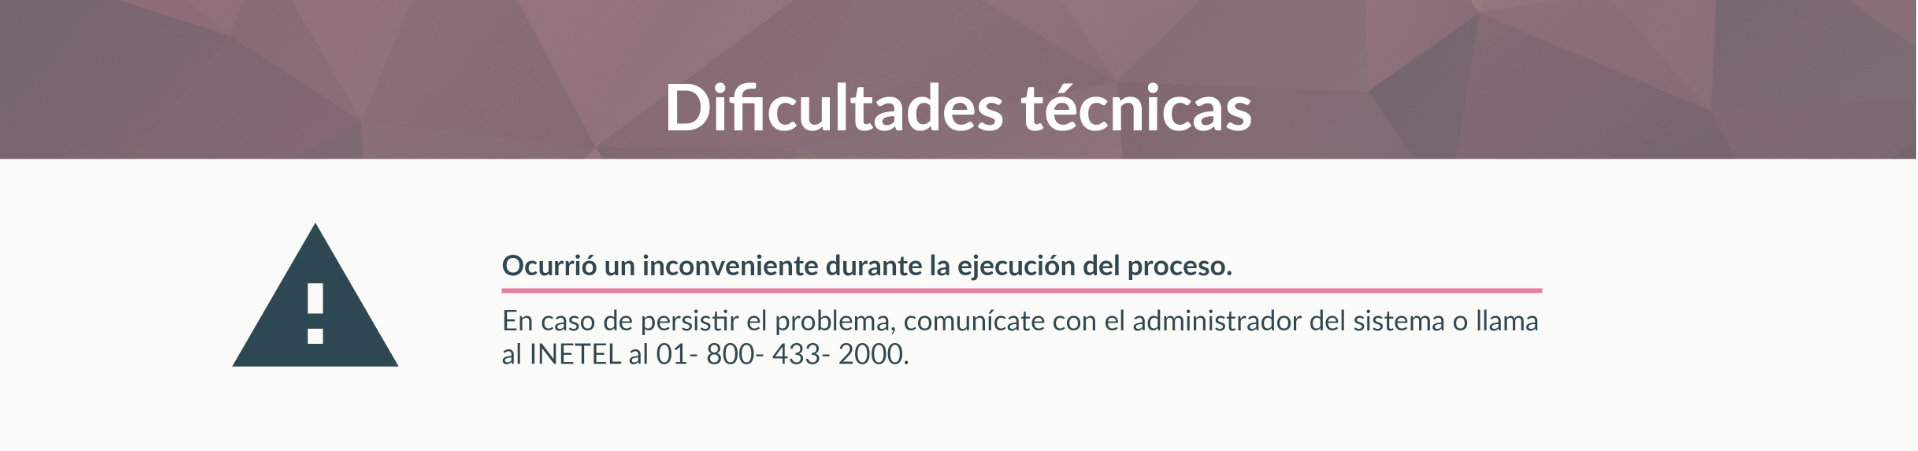 Dificultades técnicas
Ocurrió un inconveniente durante la ejecución del proceso.
En caso de persistir el problema, comunícate con el administrador del sistema o llama
al INETEL al 01- 800- 433- 2000.